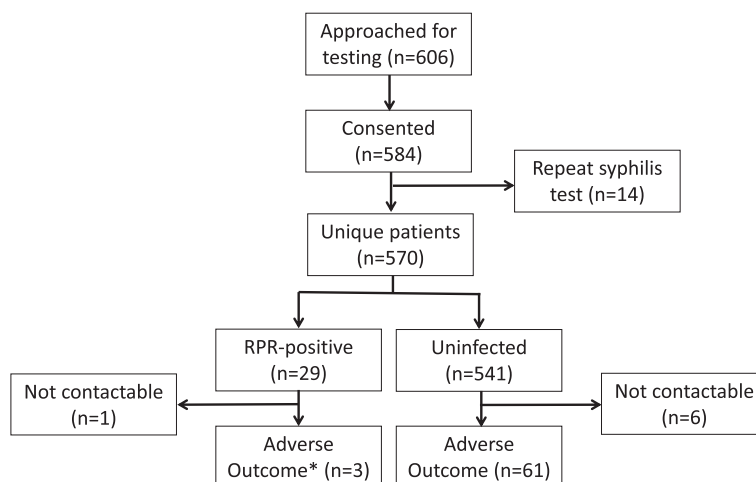 Approached for
testing (n=606)
Consented
(n=584)
Repeat syphilis
test (n=14)
Unique patients
(n=570)
RPR-positive
(n=29)
Uninfected
(n=541)
Not contactable
(n=1)
Not contactable
(n=6)
Adverse
Outcome* (n=3)
Adverse
Outcome (n=61)